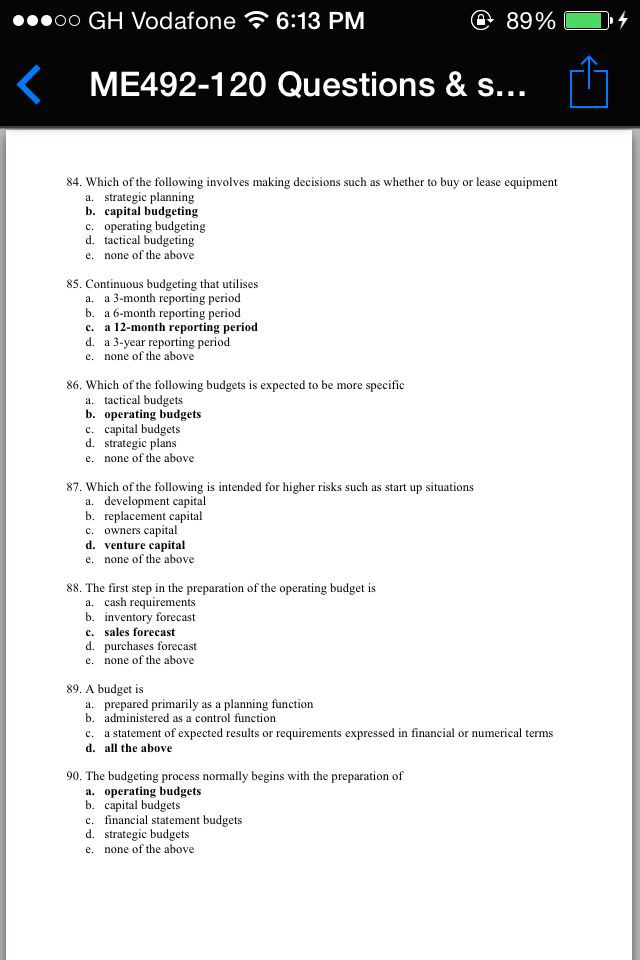 GH Vodafone 6:13 PM 89%
ME492-120 Questions & s...
84. Which of the following involves making decisions such as whether to buy or lease equipment
a. strategic planning
b. capital budgeting
c. operating budgeting
d. tactical budgeting
e. none of the above
85. Continuous budgeting that utilises
a. a 3-month reporting period
b. a 6-month reporting period
c. a 12-month reporting period
d. a 3-year reporting period
e. none of the above
86. Which of the following budgets is expected to be more specific
a. tactical budgets
b. operating budgets
c. capital budgets
d. strategic plans
e. none of the above
87. Which of the following is intended for higher risks such as start up situations
a. development capital
b. replacement capital
c. owners capital
d. venture capital
e. none of the above
88. The first step in the preparation of the operating budget is
a. cash requirements
b. inventory forecast
c. sales forecast
d. purchases forecast
e. none of the above
89. A budget is
a. prepared primarily as a planning function
b. administered as a control function
c. a statement of expected results or requirements expressed in financial or numerical terms
d. all the above
90. The budgeting process normally begins with the preparation of
a. operating budgets
b. capital budgets
c. financial statement budgets
d. strategic budgets
e. none of the above